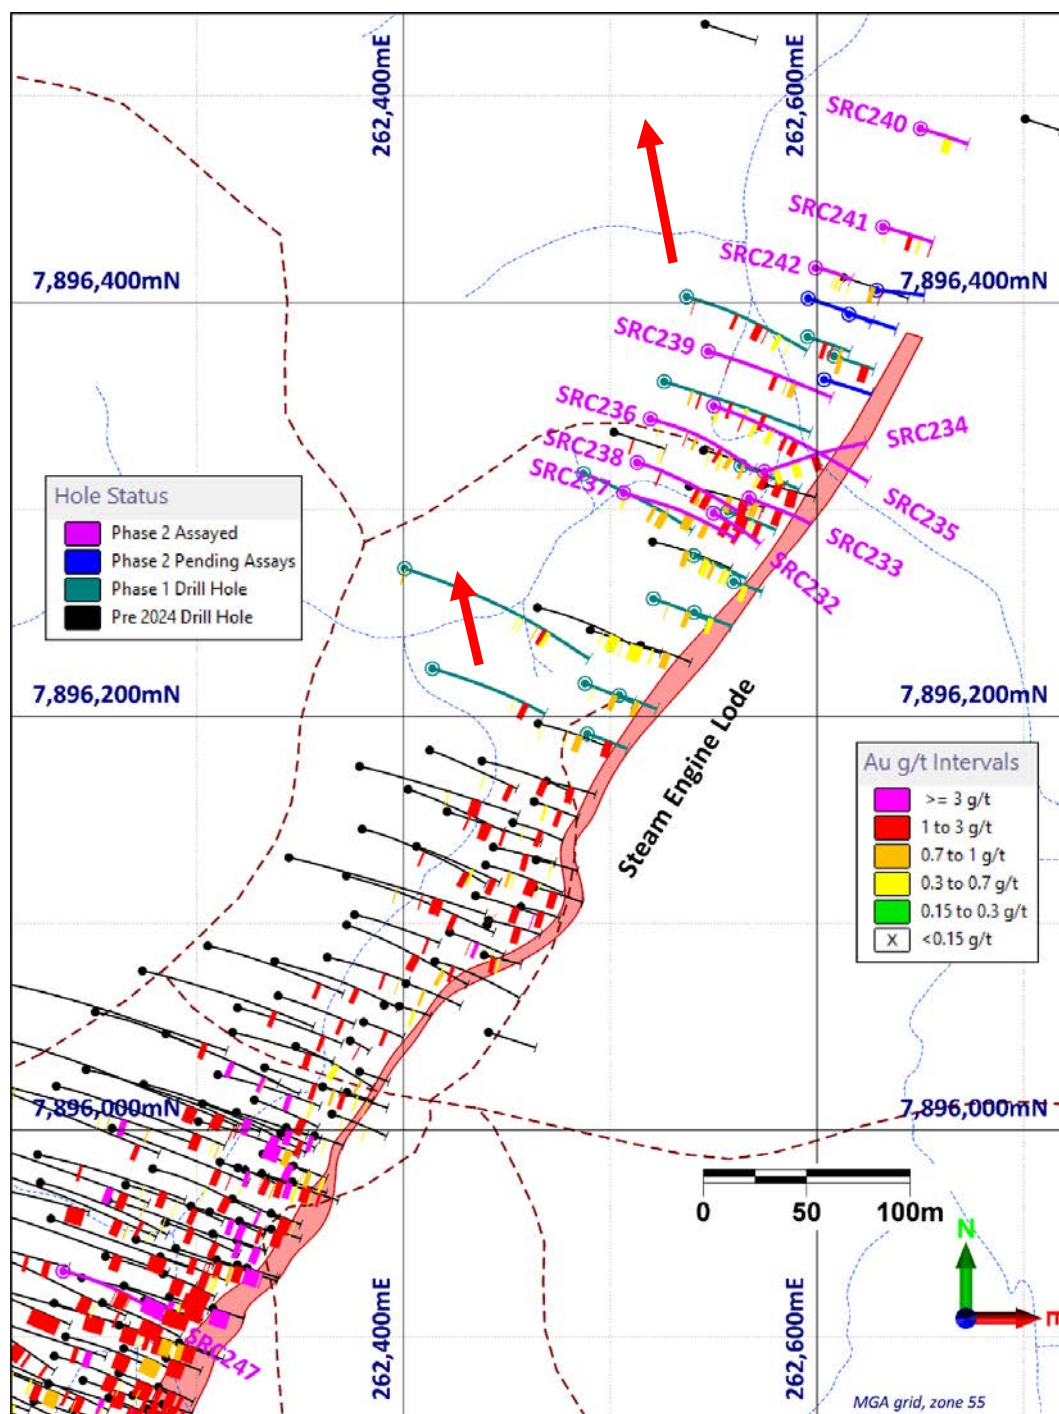 262,400mE
262,600mE
SRC240
SRC241
SRC242
7,896,400mN
7,896,400mN
SRC239
SRC236
SRC234
SRC238
SRC237
SRC235
SRC233
SRC232
Hole Status
Phase 2 Assayed
Phase 2 Pending Assays
Phase 1 Drill Hole
Pre 2024 Drill Hole
7,896,200mN
7,896,200mN
Steam Engine Lode
Au g/t Intervals
>= 3 g/t
1 to 3 g/t
0.7 to 1 g/t
0.3 to 0.7 g/t
0.15 to 0.3 g/t
X <0.15 g/t
7,896,000mN
7,896,000mN
0 50 100m
N
E
SRC247
262,400mE
262,600mE
MGA grid, zone 55